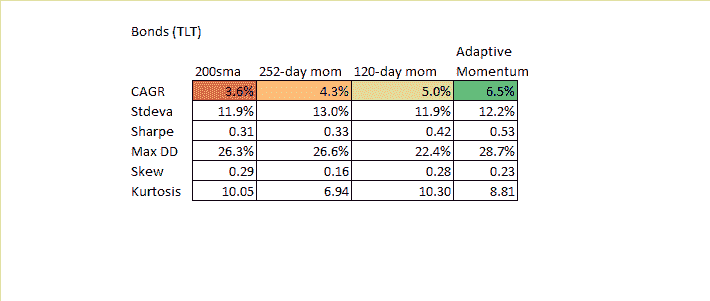 Bonds (TLT)
Adaptive
200sma 252-day mom 120-day mom Momentum
CAGR 3.6% 4.3% 5.0% 6.5%
Stdeva 11.9% 13.0% 11.9% 12.2%
Sharpe 0.31 0.33 0.42 0.53
Max DD 26.3% 26.6% 22.4% 28.7%
Skew 0.29 0.16 0.28 0.23
Kurtosis 10.05 6.94 10.30 8.81